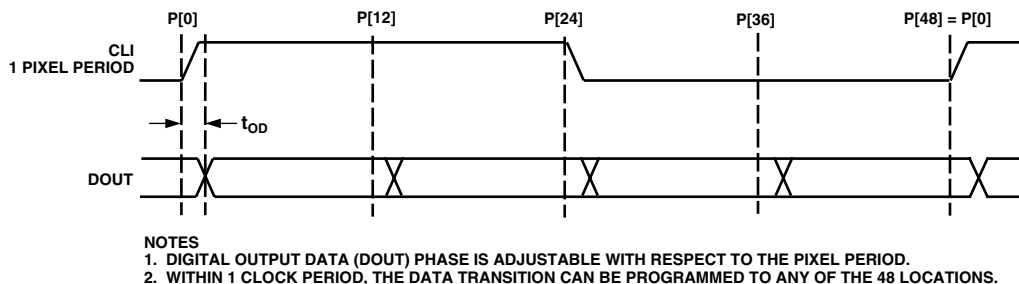 P[0] P[12] P[24] P[36] P[48] = P[0]
CLI
1 PIXEL PERIOD
tOD
DOUT
NOTES
1. DIGITAL OUTPUT DATA (DOUT) PHASE IS ADJUSTABLE WITH RESPECT TO THE PIXEL PERIOD.
2. WITHIN 1 CLOCK PERIOD, THE DATA TRANSITION CAN BE PROGRAMMED TO ANY OF THE 48 LOCATIONS.